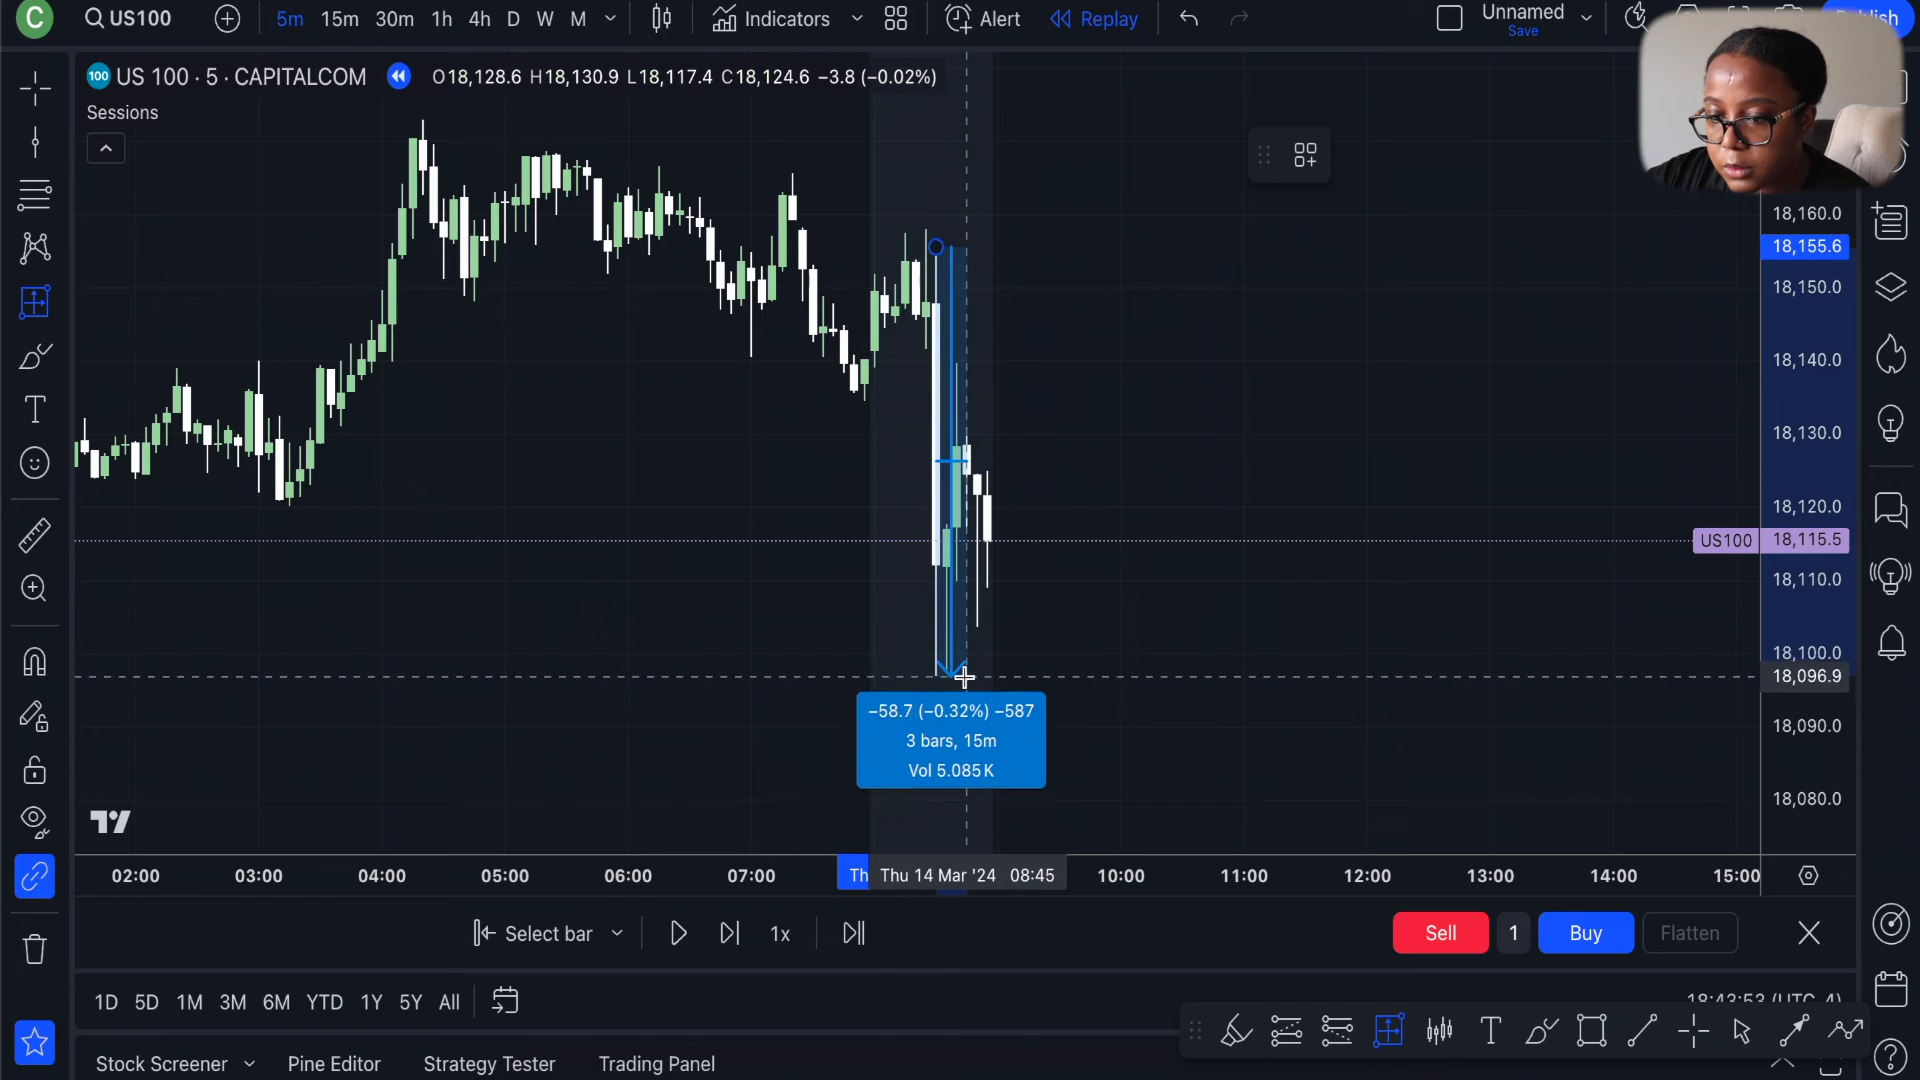 C US100 5m 15m 30m 1h 4h D W M Indicators Alert Replay Unnamed
Save
100 US 100 · 5 · CAPITALCOM O18,128.6 H18,130.9 L18,117.4 C18,124.6 −3.8 (−0.02%)
Sessions
18,160.0
18,155.6
18,150.0
18,140.0
18,130.0
18,120.0
US100 18,115.5
18,110.0
18,100.0
18,096.9
18,090.0
18,080.0
−58.7 (−0.32%) −587
3 bars, 15m
Vol 5.085K
02:00 03:00 04:00 05:00 06:00 07:00 Th Thu 14 Mar '24 08:45 10:00 11:00 12:00 13:00 14:00 15:00
Select bar 1x Sell 1 Buy Flatten
1D 5D 1M 3M 6M YTD 1Y 5Y All 18:43:53 (UTC-4)
Stock Screener Pine Editor Strategy Tester Trading Panel